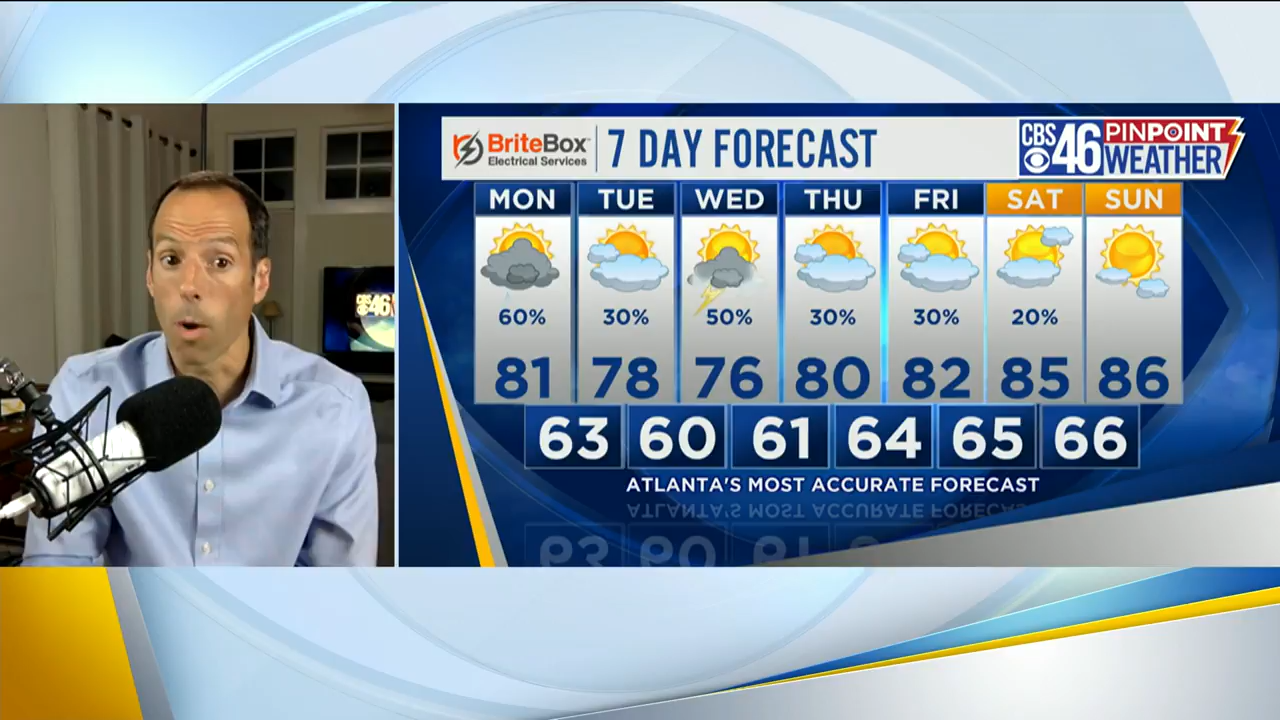 BriteBox
Electrical Services
7 DAY FORECAST
CBS 46 PINPOINT
WEATHER
MON TUE WED THU FRI SAT SUN
60% 30% 50% 30% 30% 20%
81 78 76 80 82 85 86
63 60 61 64 65 66
ATLANTA'S MOST ACCURATE FORECAST
CBS
46